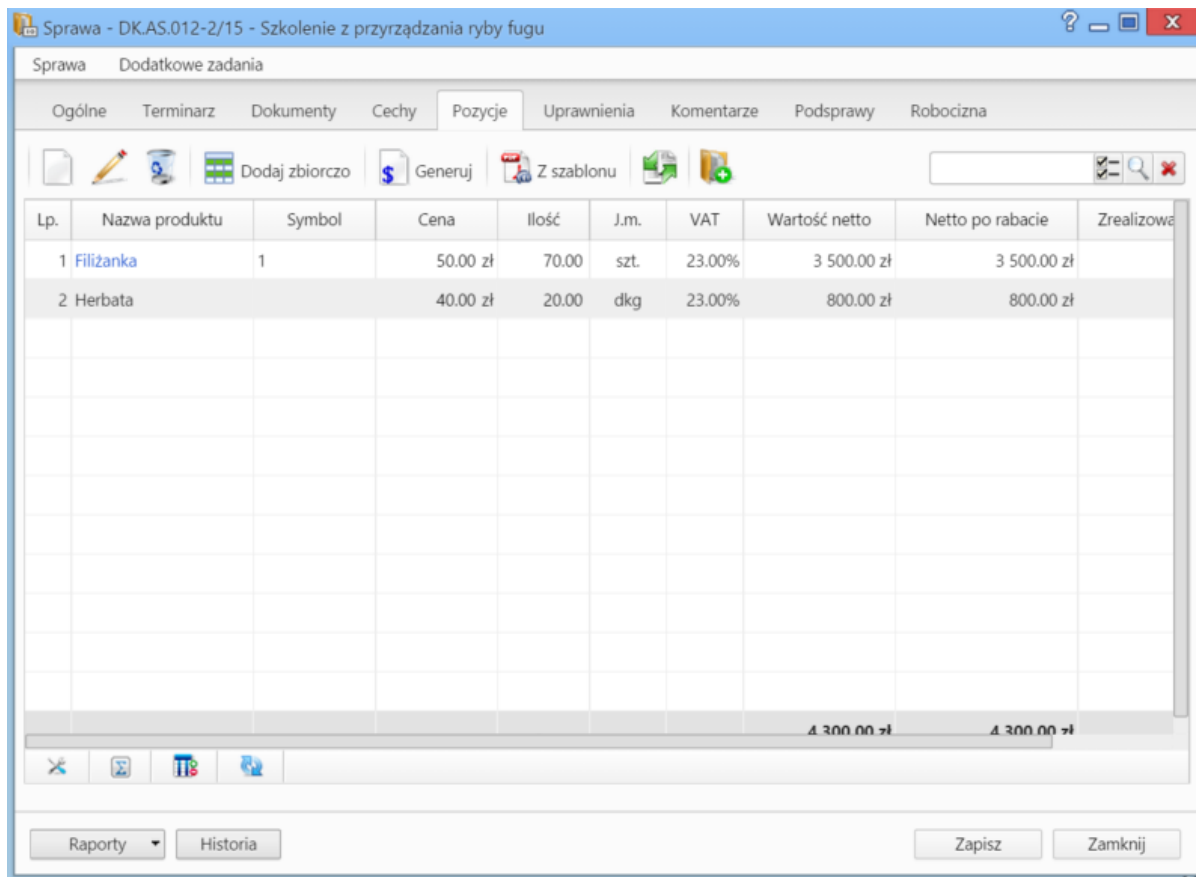 Sprawa - DK.AS.012-2/15 - Szkolenie z przyrządzania ryby fugu
Sprawa Dodatkowe zadania
Ogólne Terminarz Dokumenty Cechy Pozycje Uprawnienia Komentarze Podsprawy Robocizna
Dodaj zbiorczo $ Generuj Z szablonu
Lp. Nazwa produktu Symbol Cena Ilość J.m. VAT Wartość netto Netto po rabacie Zrealizowa
1 Filiżanka 1 50.00 zł 70.00 szt. 23.00% 3 500.00 zł 3 500.00 zł
2 Herbata 40.00 zł 20.00 dkg 23.00% 800.00 zł 800.00 zł
4 300.00 zł 4 300.00 zł
Raporty Historia Zapisz Zamknij